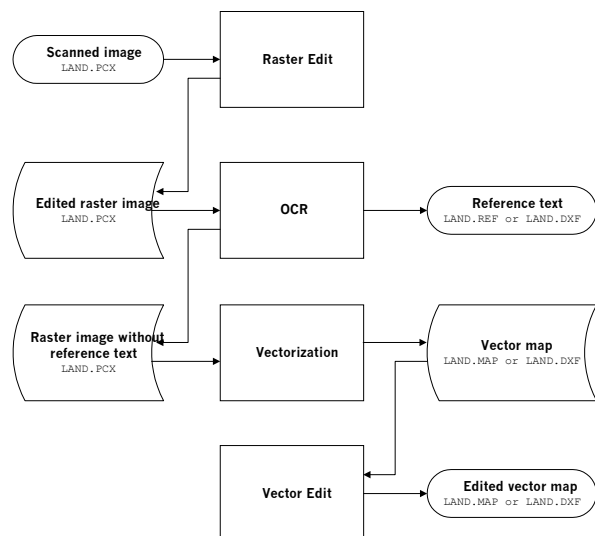 Scanned image
LAND.PCX
Raster Edit
Edited raster image
LAND.PCX
OCR
Reference text
LAND.REF or LAND.DXF
Raster image without
reference text
LAND.PCX
Vectorization
Vector map
LAND.MAP or LAND.DXF
Vector Edit
Edited vector map
LAND.MAP or LAND.DXF